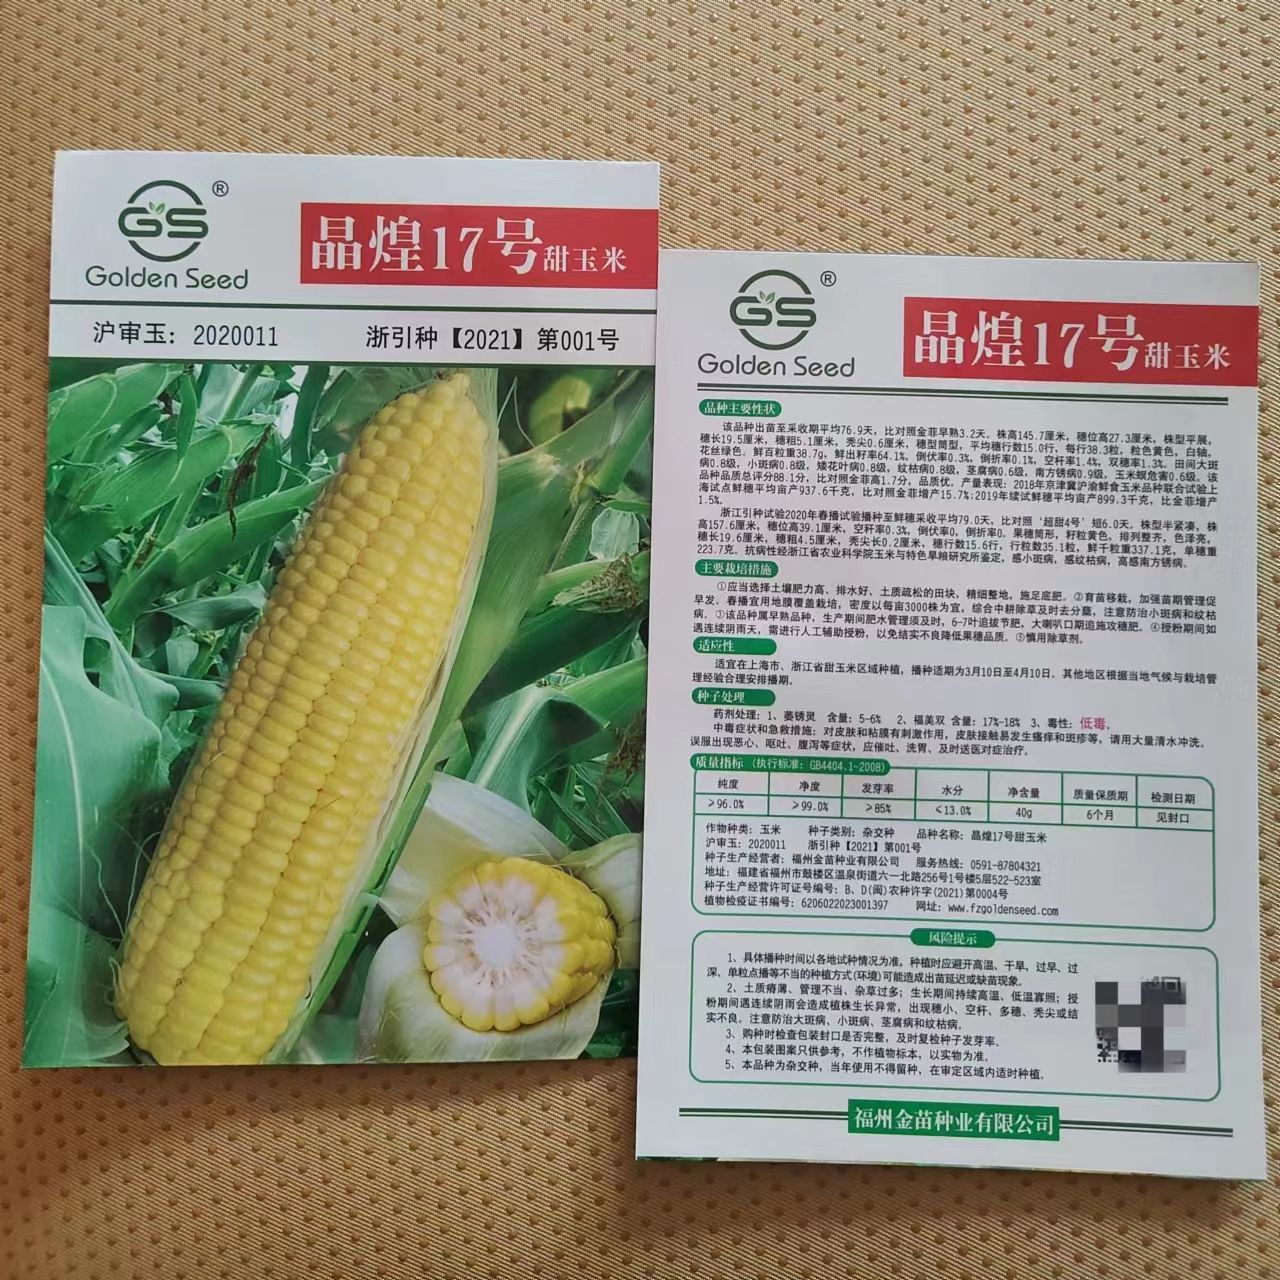 GS ®
Golden Seed
晶煌17号甜玉米
沪审玉: 2020011 浙引种【2021】第001号
GS ®
Golden Seed
晶煌17号甜玉米
品种主要性状
该品种出苗至采收期平均76.9天，比对照金菲早熟3.2天，株高145.7厘米，穗位高27.3厘米，株型平展，
穗长19.5厘米，穗粗5.1厘米，秃尖0.6厘米，穗型筒型，平均穗行数15.0行，每行38.3粒，粒色黄色，白轴，
花丝绿色。鲜百粒重38.7g，鲜出籽率64.1%，倒伏率0.3%，倒折率0.1%，空杆率1.4%，双穗率1.3%。田间大斑
病0.8级，小斑病0.8级，矮花叶病0.8级，纹枯病0.8级，茎腐病0.6级，南方锈病0.9级，玉米螟危害0.6级。该
品种品质总评分88.1分，比对照金菲高1.7分，品质优。产量表现：2018年京津冀沪渝鲜食玉米品种联合试验上
海试点鲜穗平均亩产937.6千克，比对照金菲增产15.7%:2019年续试鲜穗平均亩产899.3千克，比金菲增产
1.5%。
浙江引种试验2020年春播试验播种至鲜穗采收平均79.0天，比对照‘超甜4号’短6.0天，株型半紧凑，株
高157.6厘米，穗位高39.1厘米，空秆率0.3%，倒伏率0，倒折率0。果穗筒形，籽粒黄色，排列整齐，色泽亮，
穗长19.6厘米，穗粗4.5厘米，秃尖长0.2厘米，穗行数15.6行，行粒数35.1粒，鲜千粒重337.1克，单穗重
223.7克。抗病性经浙江省农业科学院玉米与特色旱粮研究所鉴定，感小斑病，感纹枯病，高感南方锈病。
主要栽培措施
①应当选择土壤肥力高、排水好、土质疏松的田块，精细整地，施足底肥。②育苗移栽，加强苗期管理促
早发。春播宜用地膜覆盖栽培，密度以每亩3000株为宜，综合中耕除草及时去分蘖，注意防治小斑病和纹枯
病。③该品种属早熟品种，生产期间肥水管理须及时，6-7叶追拔节肥，大喇叭口期追施攻穗肥。④授粉期间如
遇连续阴雨天，需进行人工辅助授粉，以免结实不良降低果穗品质。⑤慎用除草剂。
适应性
适宜在上海市、浙江省甜玉米区域种植，播种适期为3月10日至4月10日。其他地区根据当地气候与栽培管
理经验合理安排播期。
种子处理
药剂处理：1、萎锈灵 含量：5-6% 2、福美双 含量：17%-18% 3、毒性：低毒。
中毒症状和急救措施：对皮肤和粘膜有刺激作用，皮肤接触易发生瘙痒和斑疹等，请用大量清水冲洗。
误服出现恶心、呕吐、腹泻等症状，应催吐、洗胃、及时送医对症治疗。
质量指标（执行标准：GB4404.1-2008）
纯度 净度 发芽率 水分 净含量 质量保质期 检测日期
≥96.0% ≥99.0% ≥85% ≤13.0% 40g 6个月 见封口
作物种类：玉米 种子类别：杂交种 品种名称：晶煌17号甜玉米
沪审玉：2020011 浙引种【2021】第001号
种子生产经营者：福州金苗种业有限公司 服务热线：0591-87804321
地址：福建省福州市鼓楼区温泉街道六一北路256号1号楼5层522-523室
种子生产经营许可证号编号：B、D(闽)农种许字(2021)第0004号
植物检疫证书编号：6206022023001397 网址：www.fzgoldenseed.com
风险提示
1、具体播种时间以各地试种情况为准，种植时应避开高温、干旱，过早、过
深、单粒点播等不当的种植方式(环境)可能造成出苗延迟或缺苗现象。
2、土质瘠薄、管理不当、杂草过多；生长期间持续高温、低温寡照；授
粉期间遇连续阴雨会造成植株生长异常，出现穗小、空杆、多穗、秃尖或结
实不良。注意防治大斑病、小斑病、茎腐病和纹枯病。
3、购种时检查包装封口是否完整，及时复检种子发芽率。
4、本包装图案只供参考，不作植物标本，以实物为准。
5、本品种为杂交种，当年使用不得留种，在审定区域内适时种植。
福州金苗种业有限公司